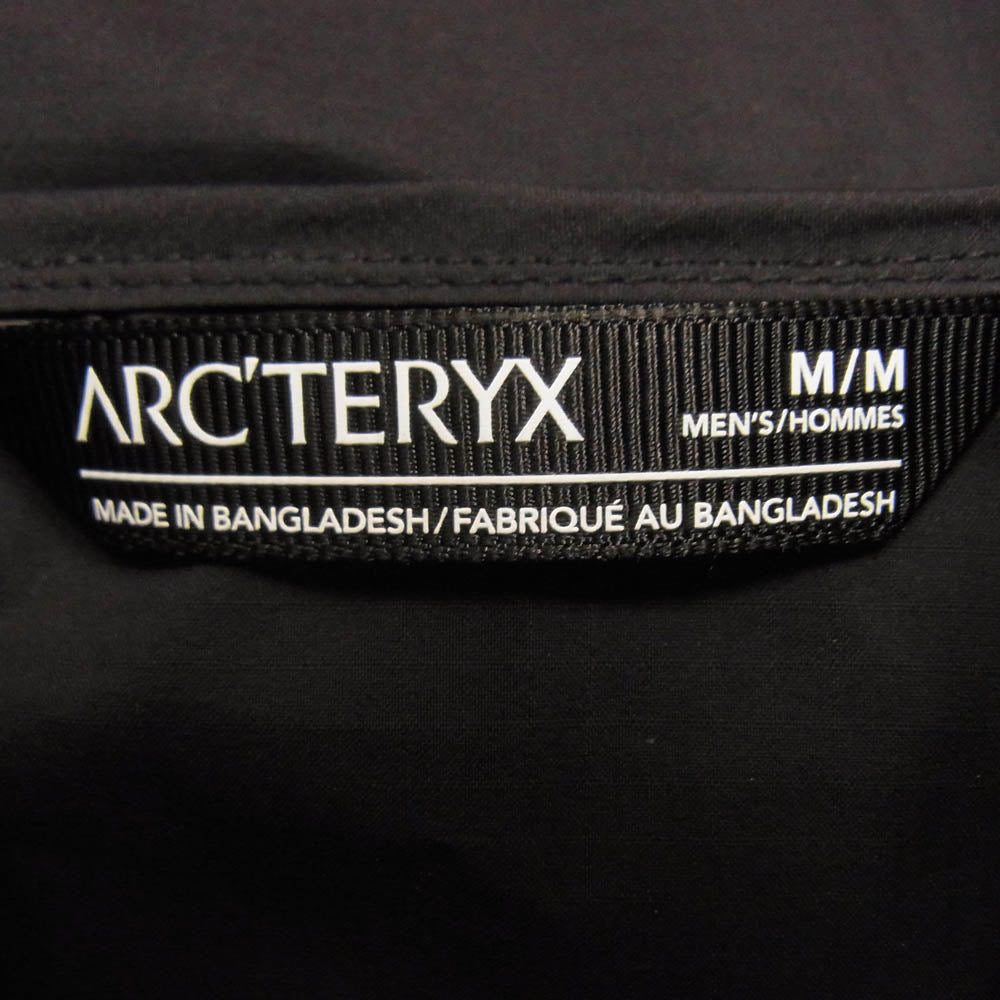 ARC'TERYX
M/M
MEN'S/HOMMES
MADE IN BANGLADESH/FABRIQUÉ AU BANGLADESH